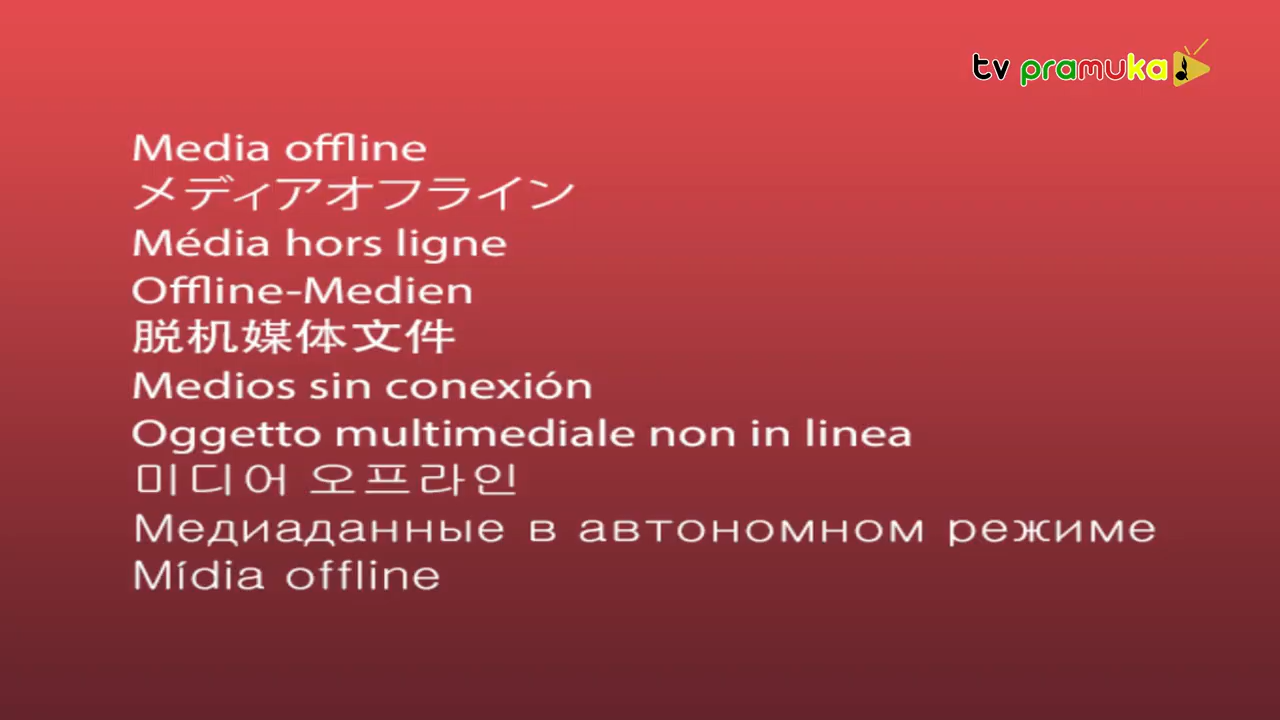 tv pramuka
Media offline
メディアオフライン
Média hors ligne
Offline-Medien
脱机媒体文件
Medios sin conexión
Oggetto multimediale non in linea
미디어 오프라인
Медиаданные в автономном режиме
Mídia offline